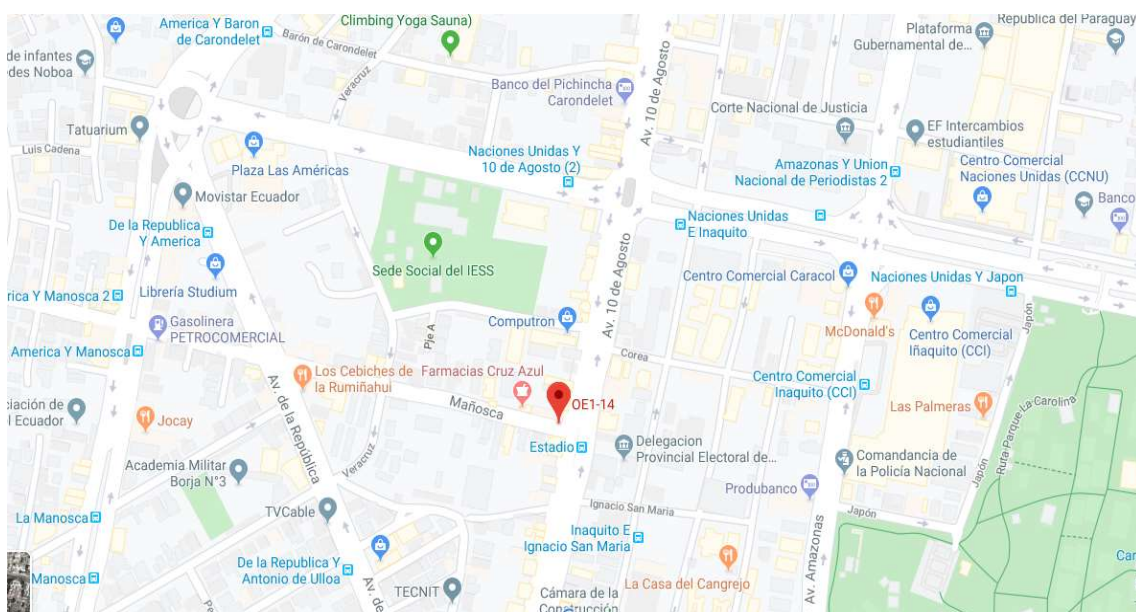 America Y Baron
de Carondelet
Barón de Carondelet
Climbing Yoga Sauna)
Republica del Paraguay
Plataforma
Gubernamental de...
de infantes
edes Noboa
Veracruz
Banco del Pichincha
Carondelet
Av. 10 de Agosto
Corte Nacional de Justicia
EF Intercambios
estudiantiles
Tatuarium
Luis Cadena
Plaza Las Américas
Naciones Unidas Y
10 de Agosto (2)
Amazonas Y Union
Nacional de Periodistas 2
Centro Comercial
Naciones Unidas (CCNU)
Banco
Movistar Ecuador
De la Republica
Y America
Naciones Unidas
E Inaquito
Sede Social del IESS
Av. 10 de Agosto
Centro Comercial Caracol
Naciones Unidas Y Japon
rica Y Manosca 2
Librería Studium
Gasolinera
PETROCOMERCIAL
Computron
McDonald's
Centro Comercial
Iñaquito (CCI)
Japón
Pje A
America Y Manosca
Corea
Los Cebiches de
la Rumiñahui
Farmacias Cruz Azul
Centro Comercial
Inaquito (CCI)
Ruta-Parque La Carolina
OE1-14
Mañosca
Las Palmeras
ciación de
l Ecuador
Jocay
Av. de la República
Estadio
Delegacion
Provincial Electoral de...
Comandancia de
la Policía Nacional
Japón
Veracruz
Academia Militar
Borja N°3
Produbanco
Ignacio San Maria
Japón
La Manosca
TVCable
Inaquito E
Ignacio San Maria
Av. Amazonas
De la Republica Y
Antonio de Ulloa
La Casa del Cangrejo
Car
Manosca
Av. de
TECNIT
Cámara de la
Construcción
Pe